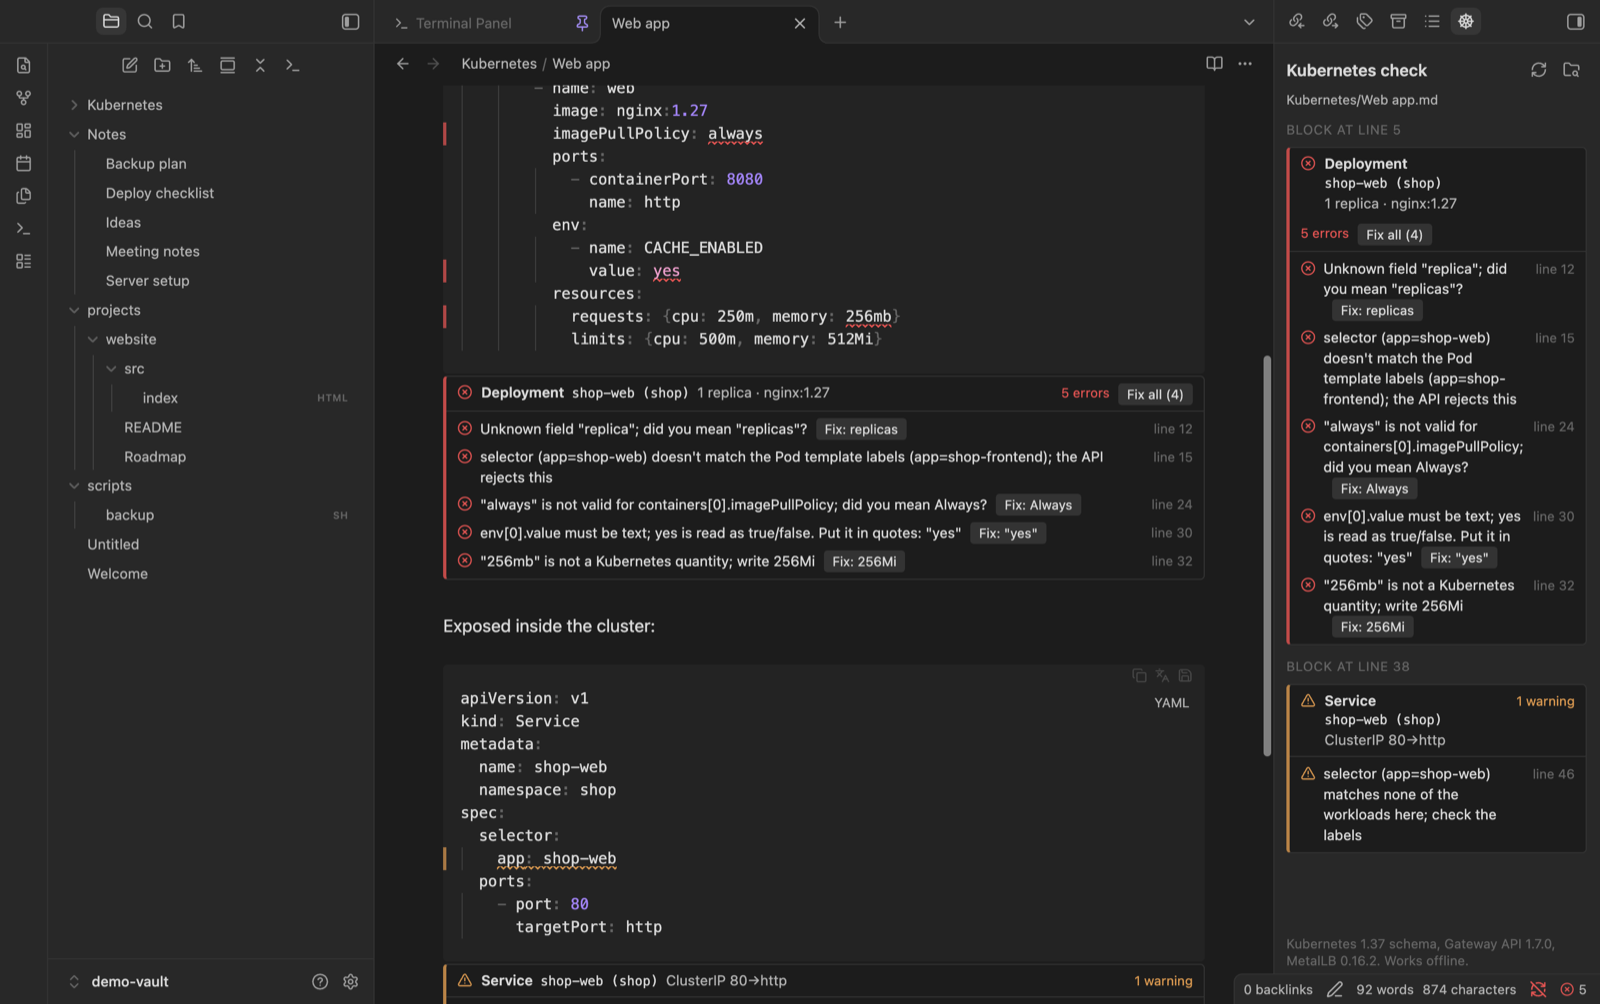 Terminal Panel
Web app
Kubernetes / Web app
Kubernetes
Notes
Backup plan
Deploy checklist
Ideas
Meeting notes
Server setup
projects
website
src
index HTML
README
Roadmap
scripts
backup SH
Untitled
Welcome
demo-vault
- name: web
image: nginx:1.27
imagePullPolicy: always
ports:
- containerPort: 8080
name: http
env:
- name: CACHE_ENABLED
value: yes
resources:
requests: {cpu: 250m, memory: 256mb}
limits: {cpu: 500m, memory: 512Mi}
Deployment shop-web (shop) 1 replica · nginx:1.27 5 errors Fix all (4)
Unknown field "replica"; did you mean "replicas"? Fix: replicas line 12
selector (app=shop-web) doesn't match the Pod template labels (app=shop-frontend); the API line 15
rejects this
"always" is not valid for containers[0].imagePullPolicy; did you mean Always? Fix: Always line 24
env[0].value must be text; yes is read as true/false. Put it in quotes: "yes" Fix: "yes" line 30
"256mb" is not a Kubernetes quantity; write 256Mi Fix: 256Mi line 32
Exposed inside the cluster:
YAML
apiVersion: v1
kind: Service
metadata:
name: shop-web
namespace: shop
spec:
selector:
app: shop-web
ports:
- port: 80
targetPort: http
Service shop-web (shop) ClusterIP 80→http 1 warning
Kubernetes check
Kubernetes/Web app.md
BLOCK AT LINE 5
Deployment
shop-web (shop)
1 replica · nginx:1.27
5 errors Fix all (4)
Unknown field "replica"; did line 12
you mean "replicas"?
Fix: replicas
selector (app=shop-web) line 15
doesn't match the Pod
template labels (app=shop-
frontend); the API rejects this
"always" is not valid for line 24
containers[0].imagePullPolicy;
did you mean Always?
Fix: Always
env[0].value must be text; yes line 30
is read as true/false. Put it in
quotes: "yes" Fix: "yes"
"256mb" is not a Kubernetes line 32
quantity; write 256Mi
Fix: 256Mi
BLOCK AT LINE 38
Service 1 warning
shop-web (shop)
ClusterIP 80→http
selector (app=shop-web) line 46
matches none of the
workloads here; check the
labels
Kubernetes 1.37 schema, Gateway API 1.7.0,
MetalLB 0.16.2. Works offline.
0 backlinks 92 words 874 characters 5